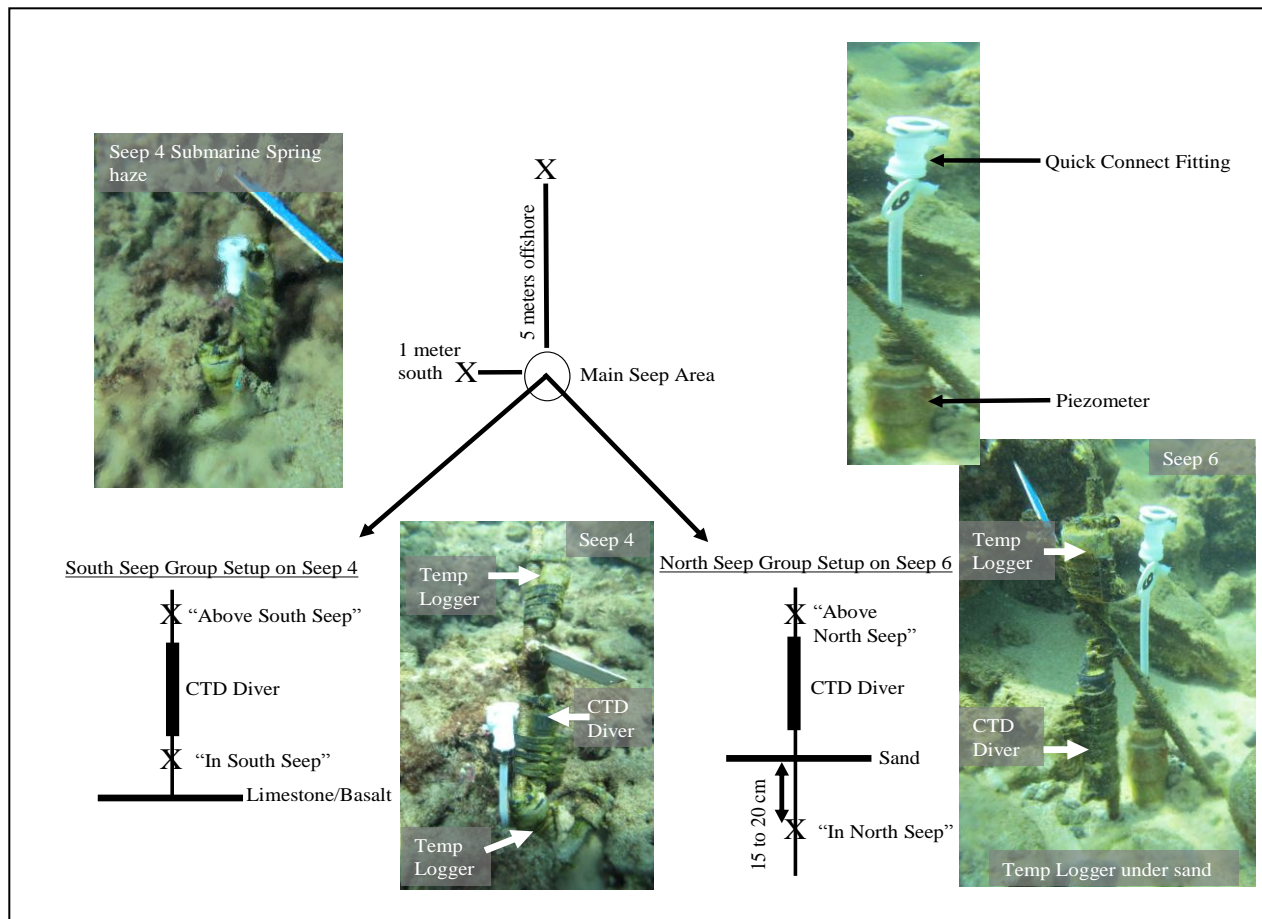 Seep 4 Submarine Spring
haze
X
5 meters offshore
1 meter
south
X
Main Seep Area
Quick Connect Fitting
6
Piezometer
South Seep Group Setup on Seep 4
X
“Above South Seep”
CTD Diver
X
“In South Seep”
Limestone/Basalt
Seep 4
Temp
Logger
CTD
Diver
Temp
Logger
North Seep Group Setup on Seep 6
X
“Above
North Seep”
CTD Diver
Sand
15 to 20 cm
X
“In North Seep”
Seep 6
Temp
Logger
6
CTD
Diver
Temp Logger under sand